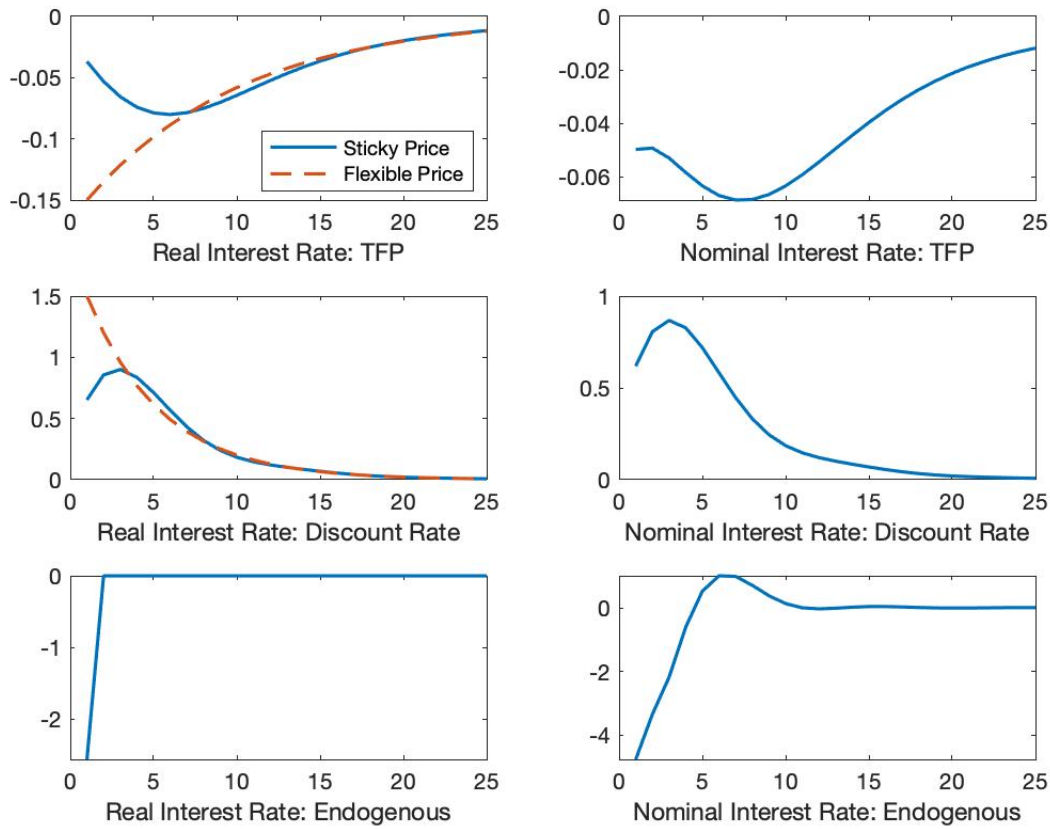 0
-0.05
-0.1
-0.15
0 5 10 15 20 25
Sticky Price
Flexible Price
Real Interest Rate: TFP
0
-0.02
-0.04
-0.06
0 5 10 15 20 25
Nominal Interest Rate: TFP
1.5
1
0.5
0
0 5 10 15 20 25
Real Interest Rate: Discount Rate
1
0.5
0
0 5 10 15 20 25
Nominal Interest Rate: Discount Rate
0
-1
-2
0 5 10 15 20 25
Real Interest Rate: Endogenous
0
-2
-4
0 5 10 15 20 25
Nominal Interest Rate: Endogenous